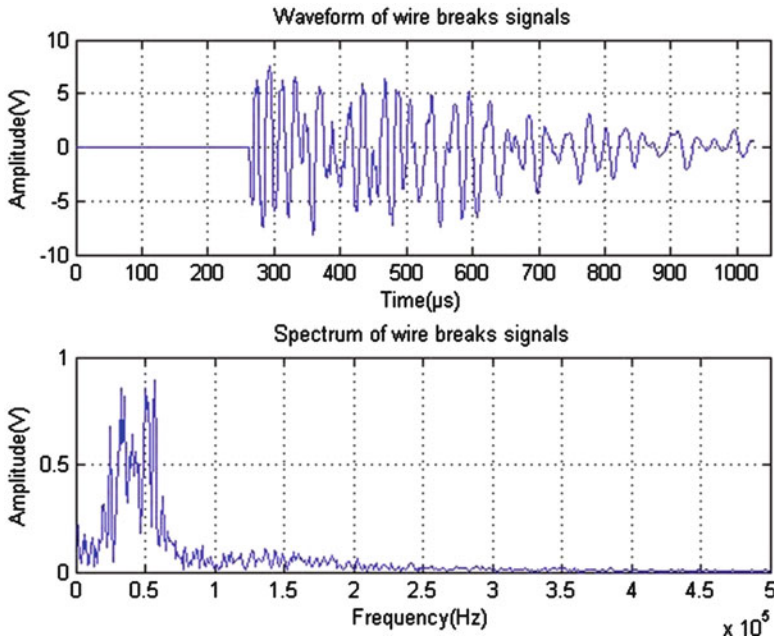 Waveform of wire breaks signals
10
5
0
-5
-10
Amplitude(V)
0 100 200 300 400 500 600 700 800 900 1000
Time(µs)
Spectrum of wire breaks signals
1
0.5
0
Amplitude(V)
0 0.5 1 1.5 2 2.5 3 3.5 4 4.5 5
Frequency(Hz)
x 10⁵